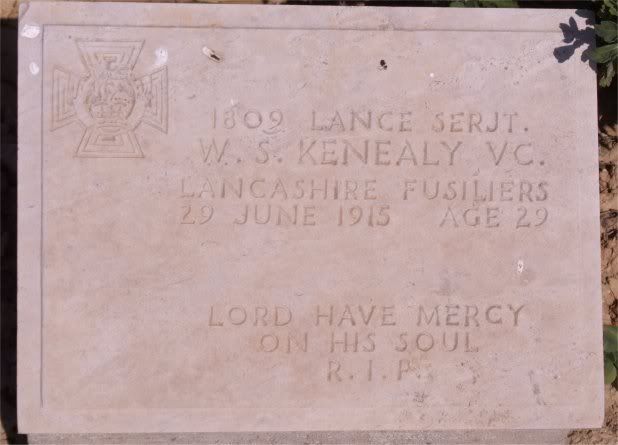 1809 LANCE SERJT.
W. S. KENEALY VC.
LANCASHIRE FUSILIERS
29 JUNE 1915 AGE 29
LORD HAVE MERCY
ON HIS SOUL
R.I.P.